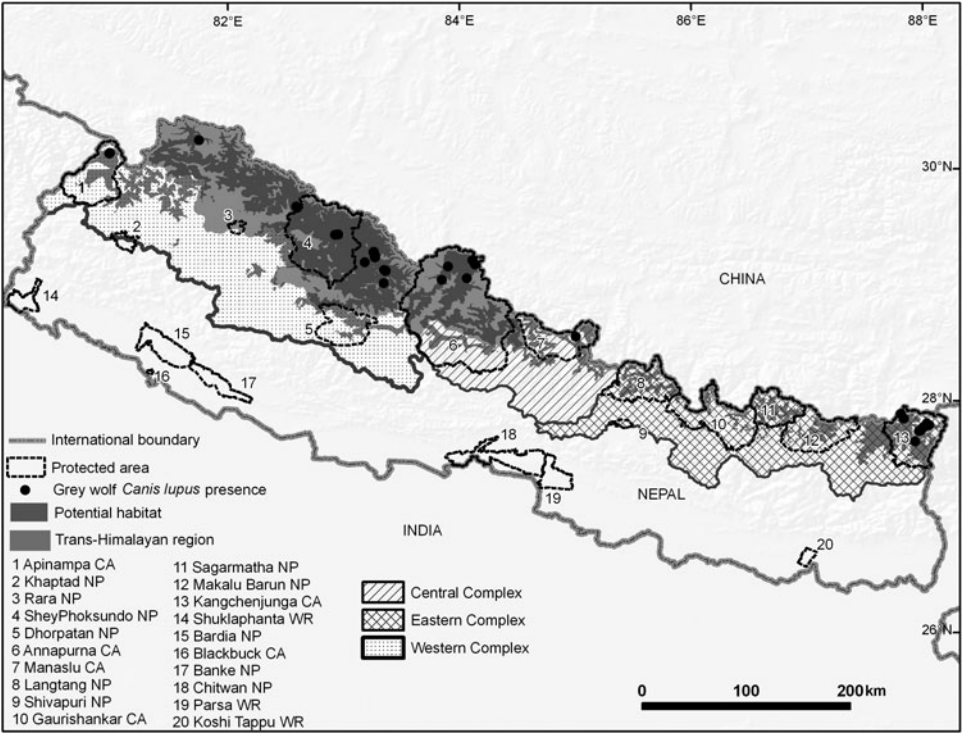 82°E
84°E
86°E
88°E
30°N
28°N
26°N
CHINA
NEPAL
INDIA
1
2
3
4
5
6
7
8
9
10
11
12
13
14
15
16
17
18
19
20
International boundary
Protected area
Grey wolf Canis lupus presence
Potential habitat
Trans-Himalayan region
1 Apinampa CA
2 Khaptad NP
3 Rara NP
4 SheyPhoksundo NP
5 Dhorpatan NP
6 Annapurna CA
7 Manaslu CA
8 Langtang NP
9 Shivapuri NP
10 Gaurishankar CA
11 Sagarmatha NP
12 Makalu Barun NP
13 Kangchenjunga CA
14 Shuklaphanta WR
15 Bardia NP
16 Blackbuck CA
17 Banke NP
18 Chitwan NP
19 Parsa WR
20 Koshi Tappu WR
Central Complex
Eastern Complex
Western Complex
0 100 200 km